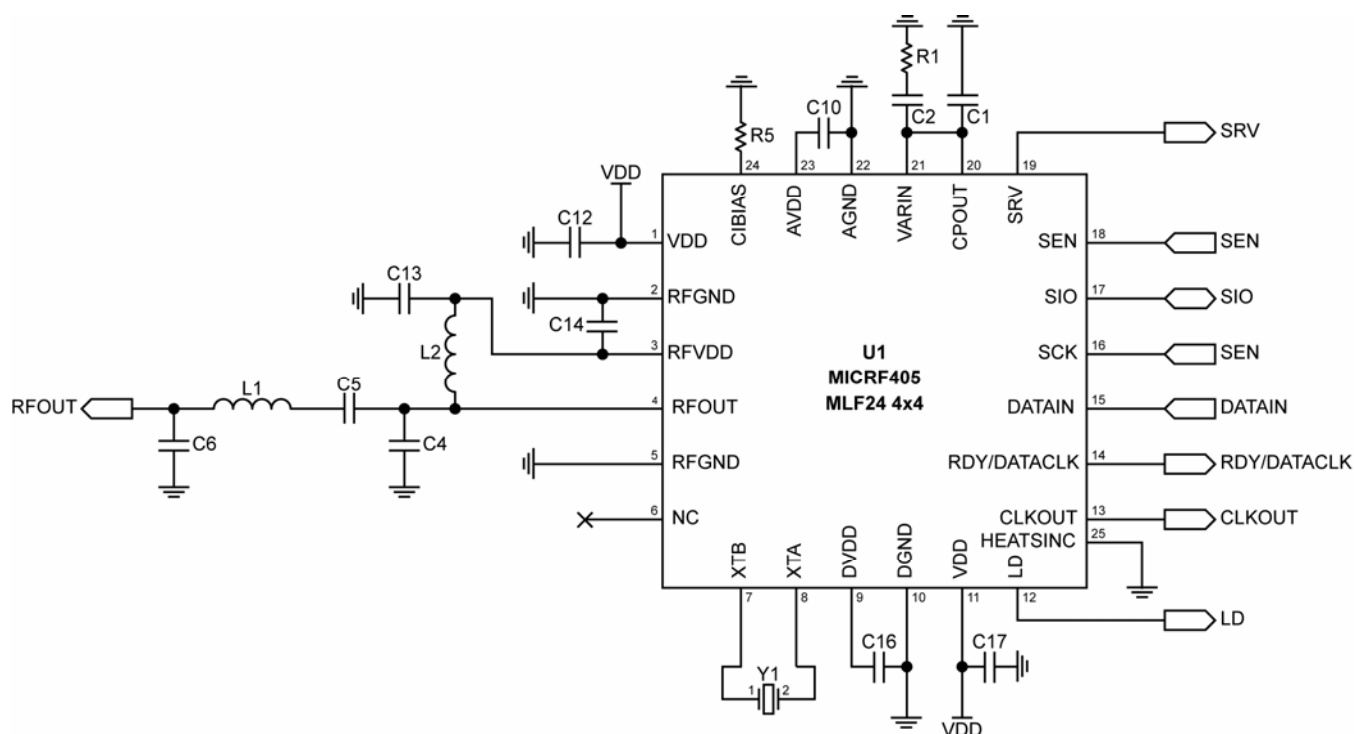 R1
C10
C2
C1
R5
SRV
24
23
22
21
20
19
VDD
CIBIAS
AVDD
AGND
VARIN
CPOUT
SRV
C12
1
VDD
SEN
18
SEN
C13
2
RFGND
SIO
17
SIO
C14
3
RFVDD
SCK
16
SEN
L2
U1
MICRF405
MLF24 4x4
RFOUT
L1
C5
4
RFOUT
DATAIN
15
DATAIN
C6
C4
5
RFGND
RDY/DATACLK
14
RDY/DATACLK
6
NC
CLKOUT
13
CLKOUT
HEATSINC
25
XTB
XTA
DVDD
DGND
VDD
LD
7
8
9
10
11
12
LD
C16
C17
Y1
1
2
VDD